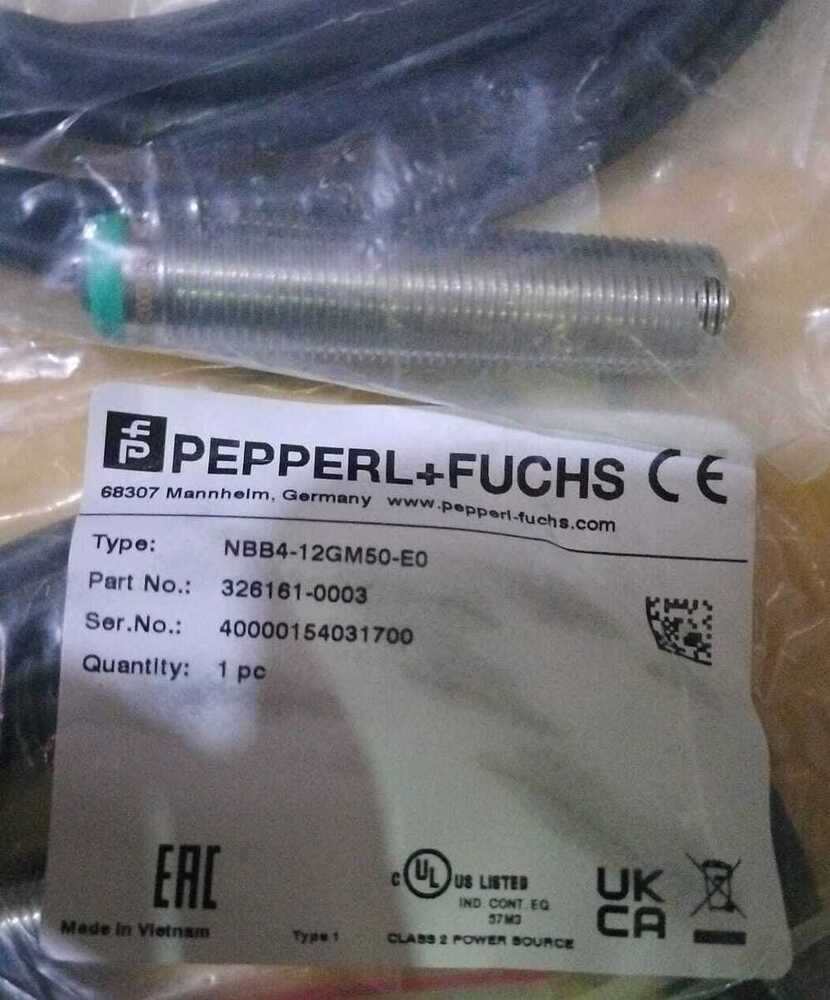 PEPPERL+FUCHS CE
68307 Mannheim, Germany www.pepperl-fuchs.com
Type: NBB4-12GM50-E0
Part No.: 326161-0003
Ser.No.: 40000154031700
Quantity: 1 pc
EAC
c UL US LISTED
IND. CONT. EQ.
57M3
UK
CA
Made in Vietnam
Type 1
CLASS 2 POWER SOURCE